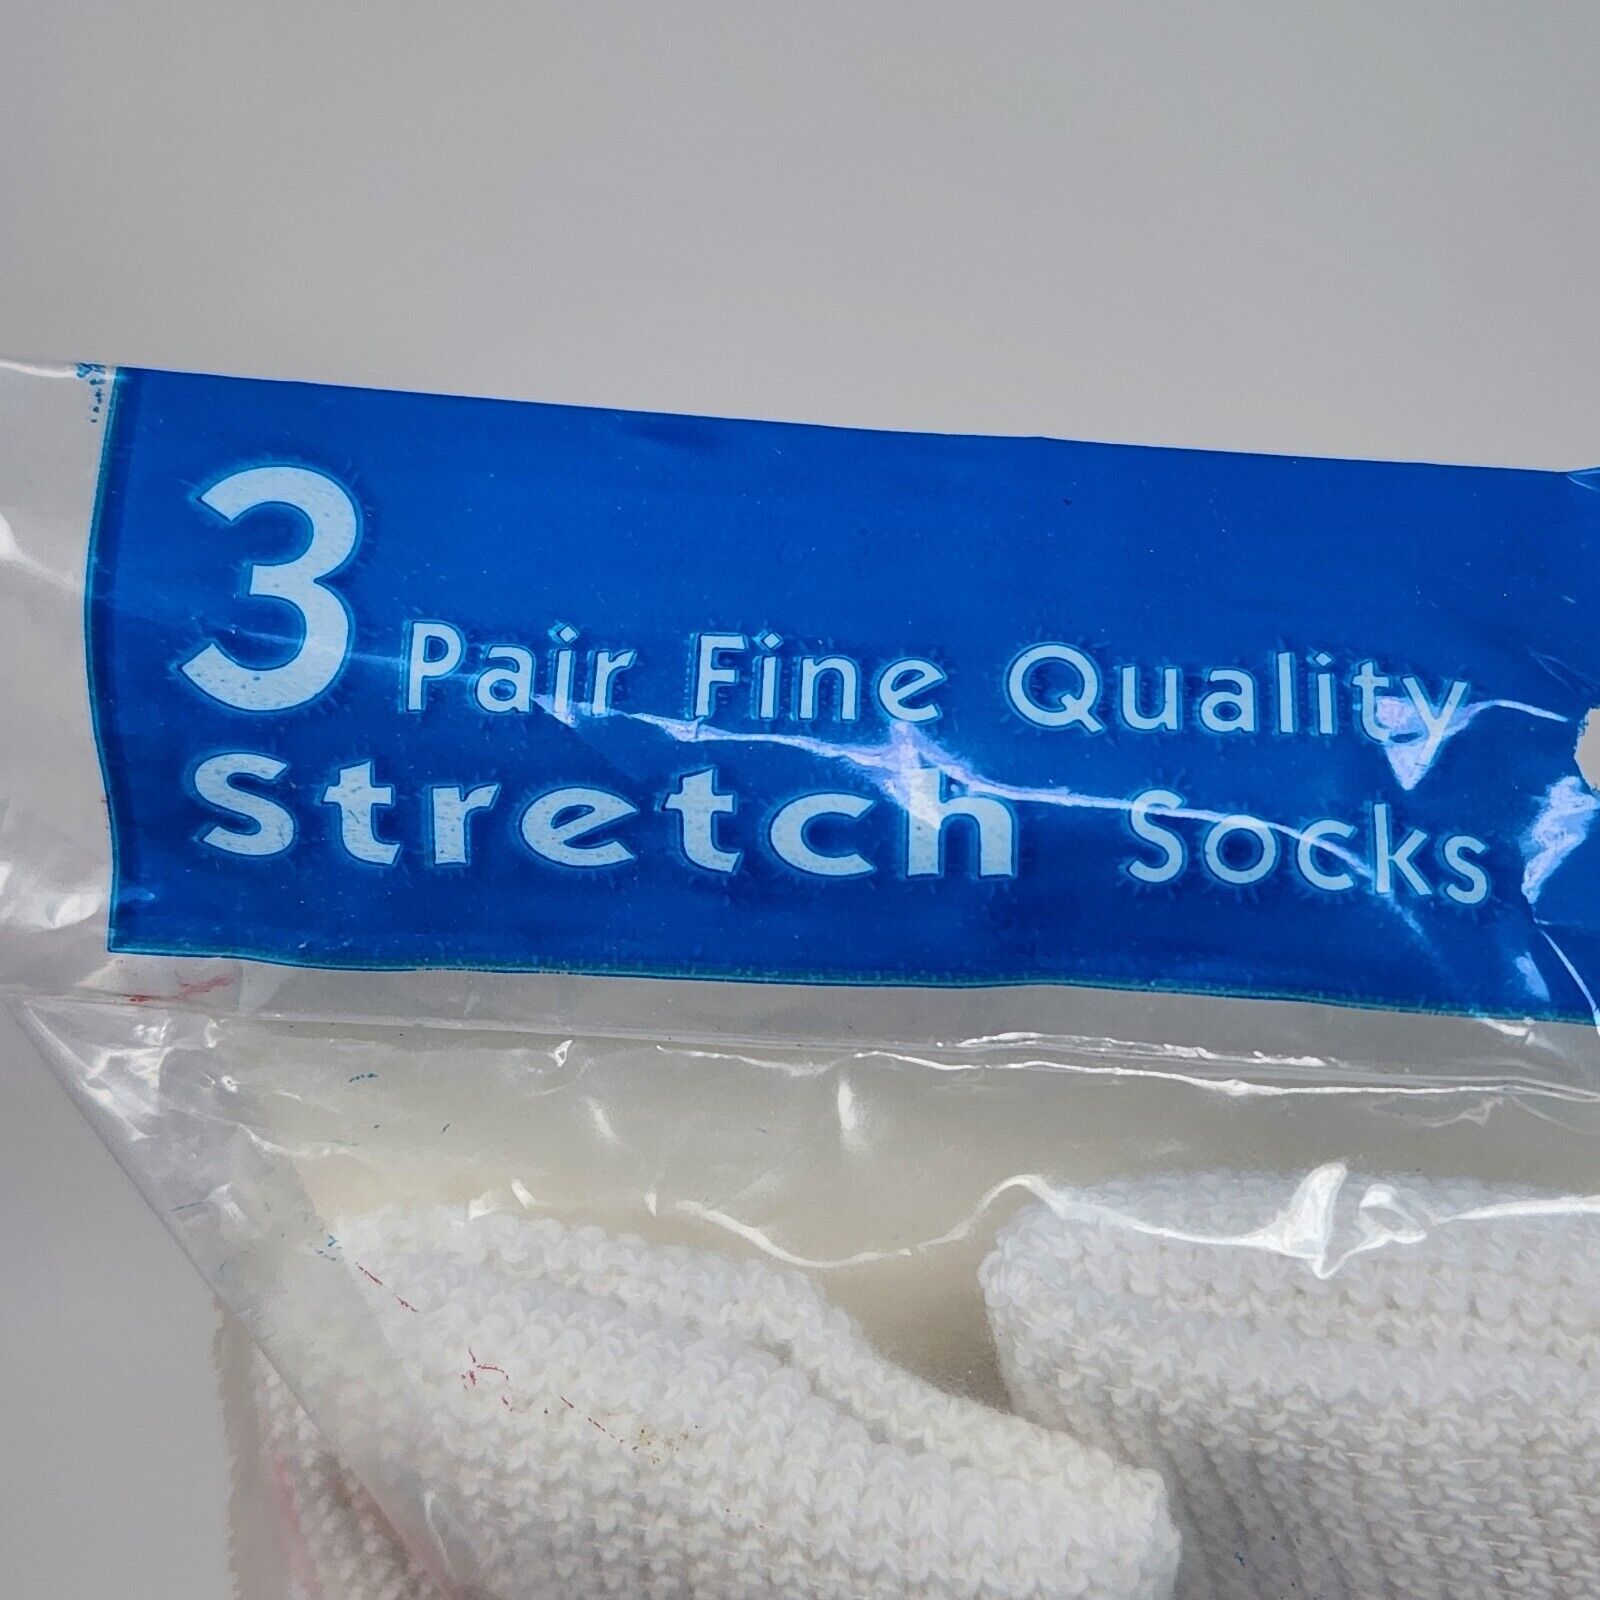 3 Pair Fine Quality
Stretch Socks